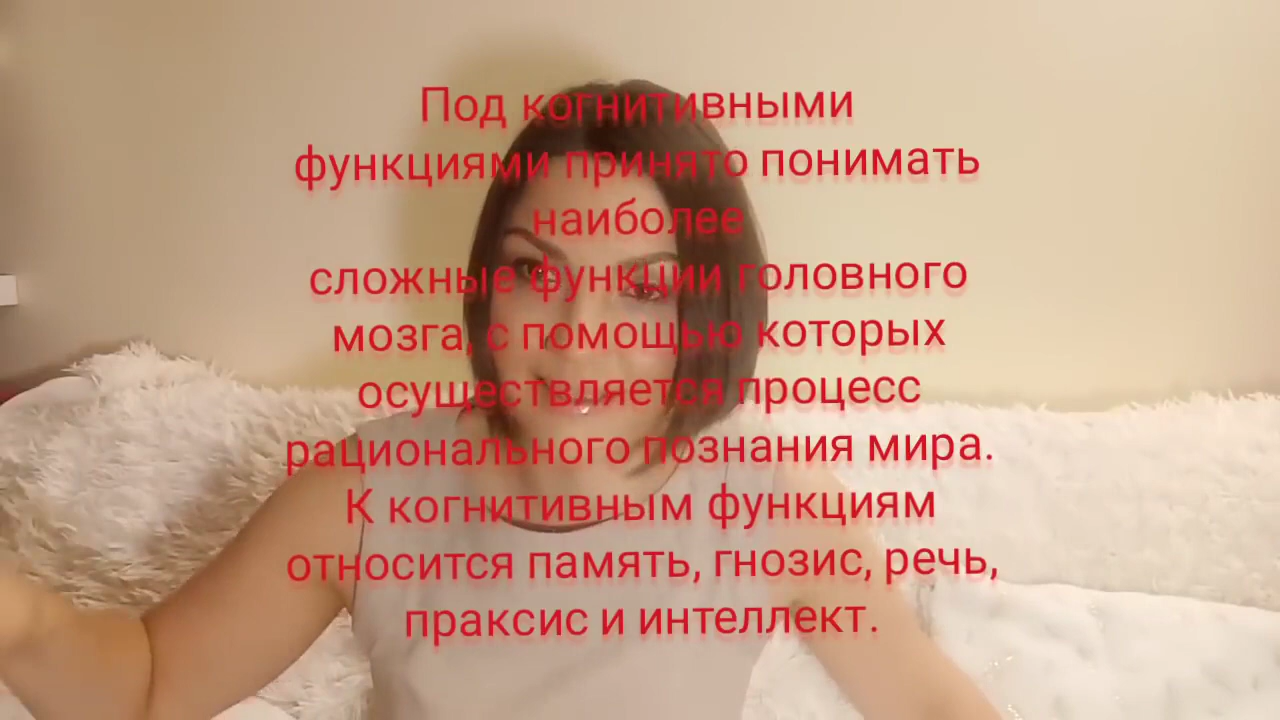 Под когнитивными
функциями принято понимать
наиболее
сложные функции головного
мозга, с помощью которых
осуществляется процесс
рационального познания мира.
К когнитивным функциям
относится память, гнозис, речь,
праксис и интеллект.